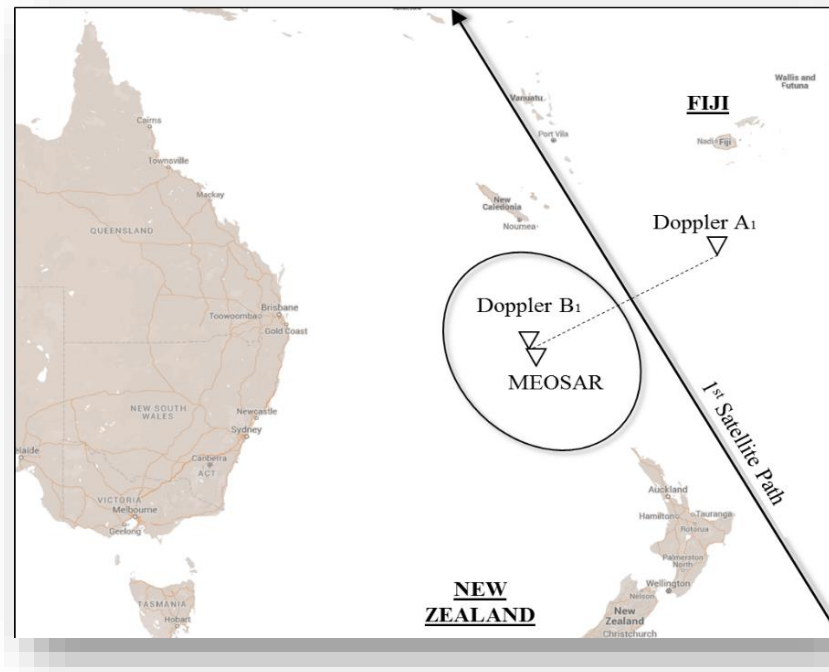 Wallis and
Futuna
FIJI
Vanuatu
Port Vila
Nadi
Fiji
Cairns
Townsville
Mackay
New
Caledonia
Noumea
Doppler A1
QUEENSLAND
Doppler B1
Brisbane
Toowoomba
Gold Coast
MEOSAR
1st Satellite Path
NEW SOUTH
WALES
Newcastle
Sydney
elaide
Canberra
ACT
VICTORIA
Melbourne
Geelong
Auckland
Hamilton
Tauranga
Rotorua
Palmerston
North
Wellington
Nelson
NEW
ZEALAND
New
Zealand
Christchurch
TASMANIA
Hobart